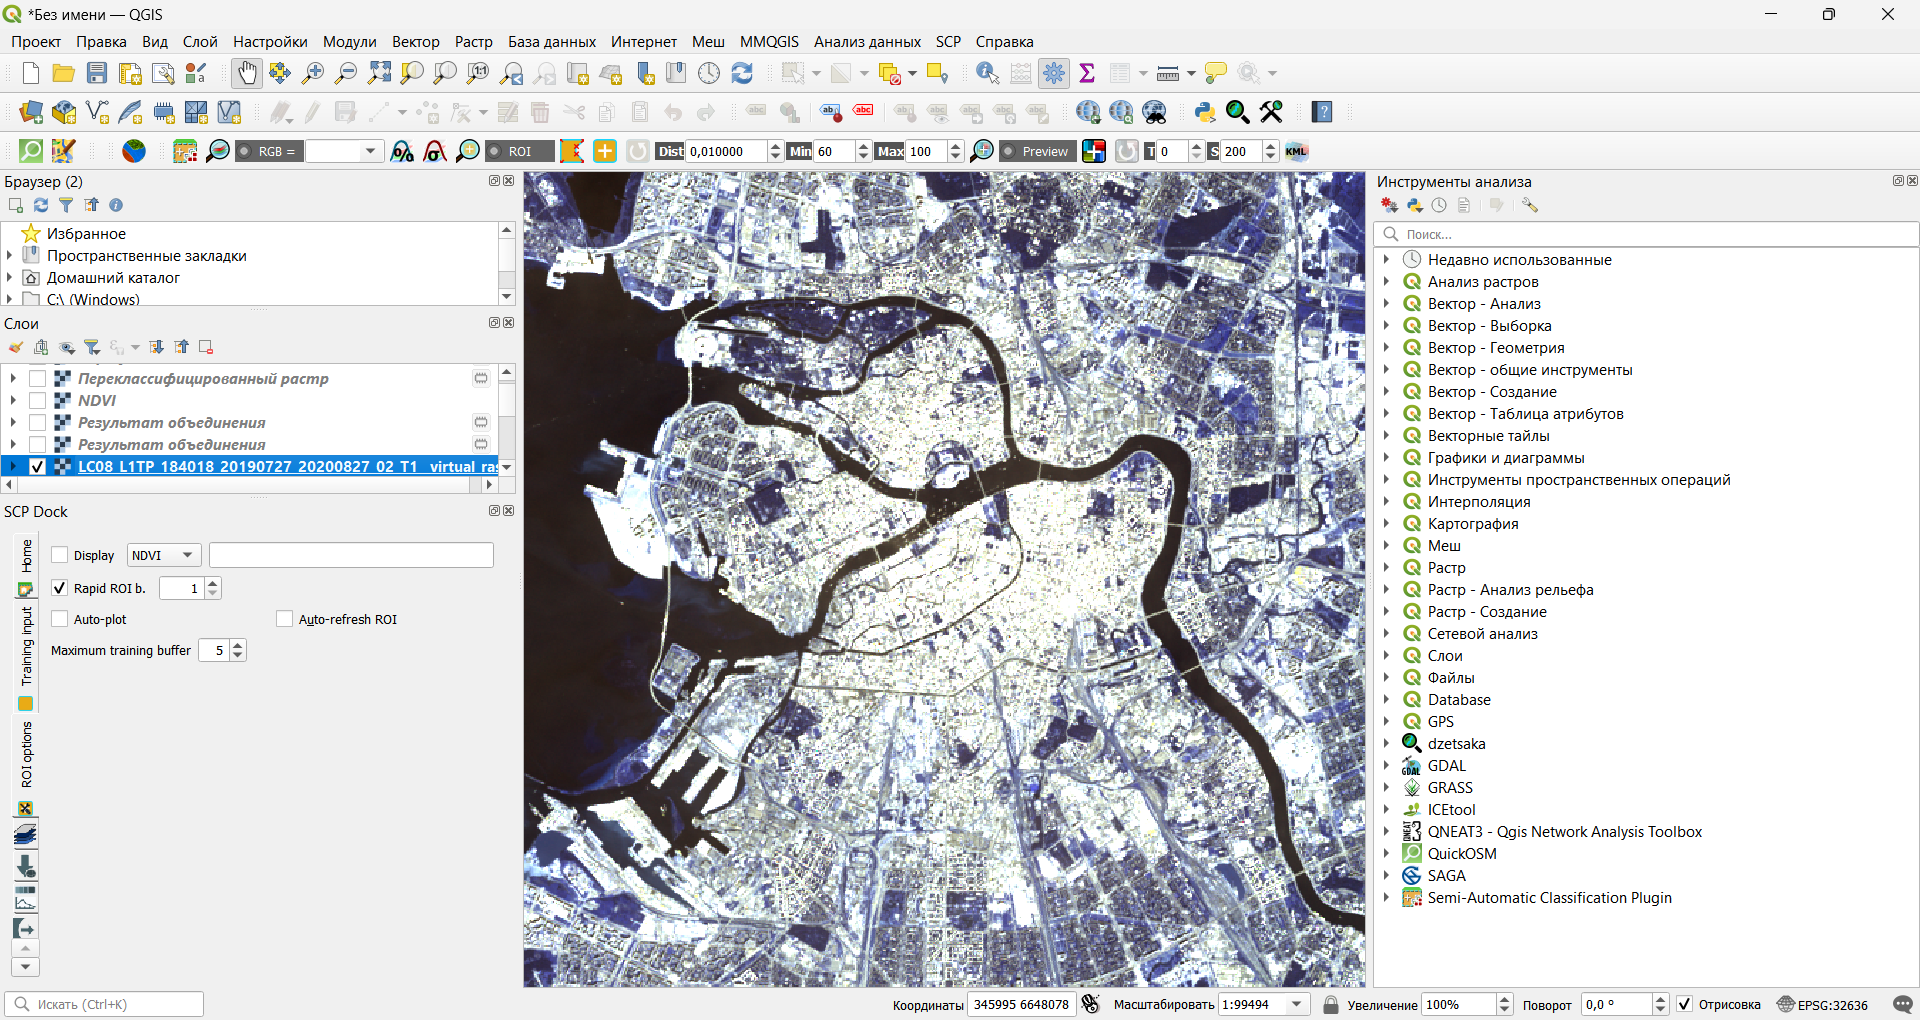 *Без имени — QGIS
Проект Правка Вид Слой Настройки Модули Вектор Растр База данных Интернет Меш MMQGIS Анализ данных SCP Справка
RGB = ROI Dist 0,010000 Min 60 Max 100 Preview T 0 S 200 KML
Браузер (2)
Избранное
Пространственные закладки
Домашний каталог
C:\ (Windows)
Слои
Переклассифицированный растр
NDVI
Результат объединения
Результат объединения
LC08_L1TP_184018_20190727_20200827_02_T1__virtual_ras
SCP Dock
Home
Training input
ROI options
Display NDVI
Rapid ROI b. 1
Auto-plot Auto-refresh ROI
Maximum training buffer 5
Инструменты анализа
Поиск...
Недавно использованные
Анализ растров
Вектор - Анализ
Вектор - Выборка
Вектор - Геометрия
Вектор - общие инструменты
Вектор - Создание
Вектор - Таблица атрибутов
Векторные тайлы
Графики и диаграммы
Инструменты пространственных операций
Интерполяция
Картография
Меш
Растр
Растр - Анализ рельефа
Растр - Создание
Сетевой анализ
Слои
Файлы
Database
GPS
dzetsaka
GDAL
GRASS
ICEtool
QNEAT3 - Qgis Network Analysis Toolbox
QuickOSM
SAGA
Semi-Automatic Classification Plugin
Искать (Ctrl+K) Координаты 345995 6648078 Масштабировать 1:99494 Увеличение 100% Поворот 0,0 ° Отрисовка EPSG:32636